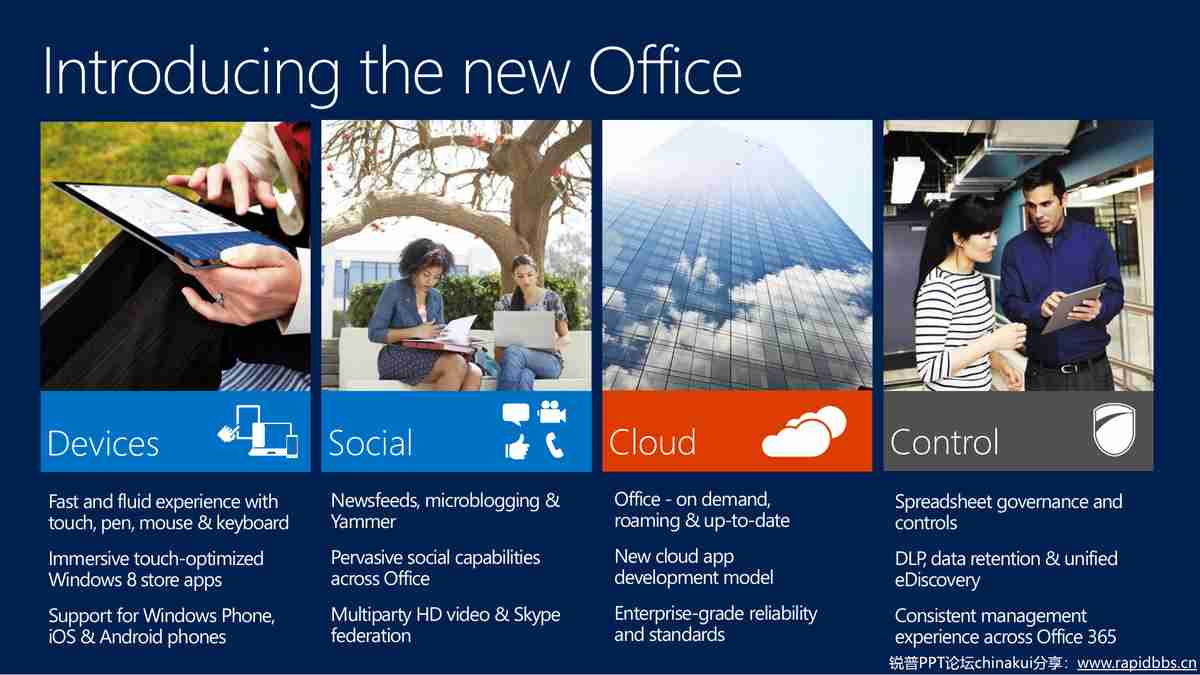 Introducing the new Office
Devices
Fast and fluid experience with
touch, pen, mouse & keyboard
Immersive touch-optimized
Windows 8 store apps
Support for Windows Phone,
iOS & Android phones
Social
Newsfeeds, microblogging &
Yammer
Pervasive social capabilities
across Office
Multiparty HD video & Skype
federation
Cloud
Office - on demand,
roaming & up-to-date
New cloud app
development model
Enterprise-grade reliability
and standards
Control
Spreadsheet governance and
controls
DLP, data retention & unified
eDiscovery
Consistent management
experience across Office 365
锐普PPT论坛chinakui分享：www.rapidbbs.cn